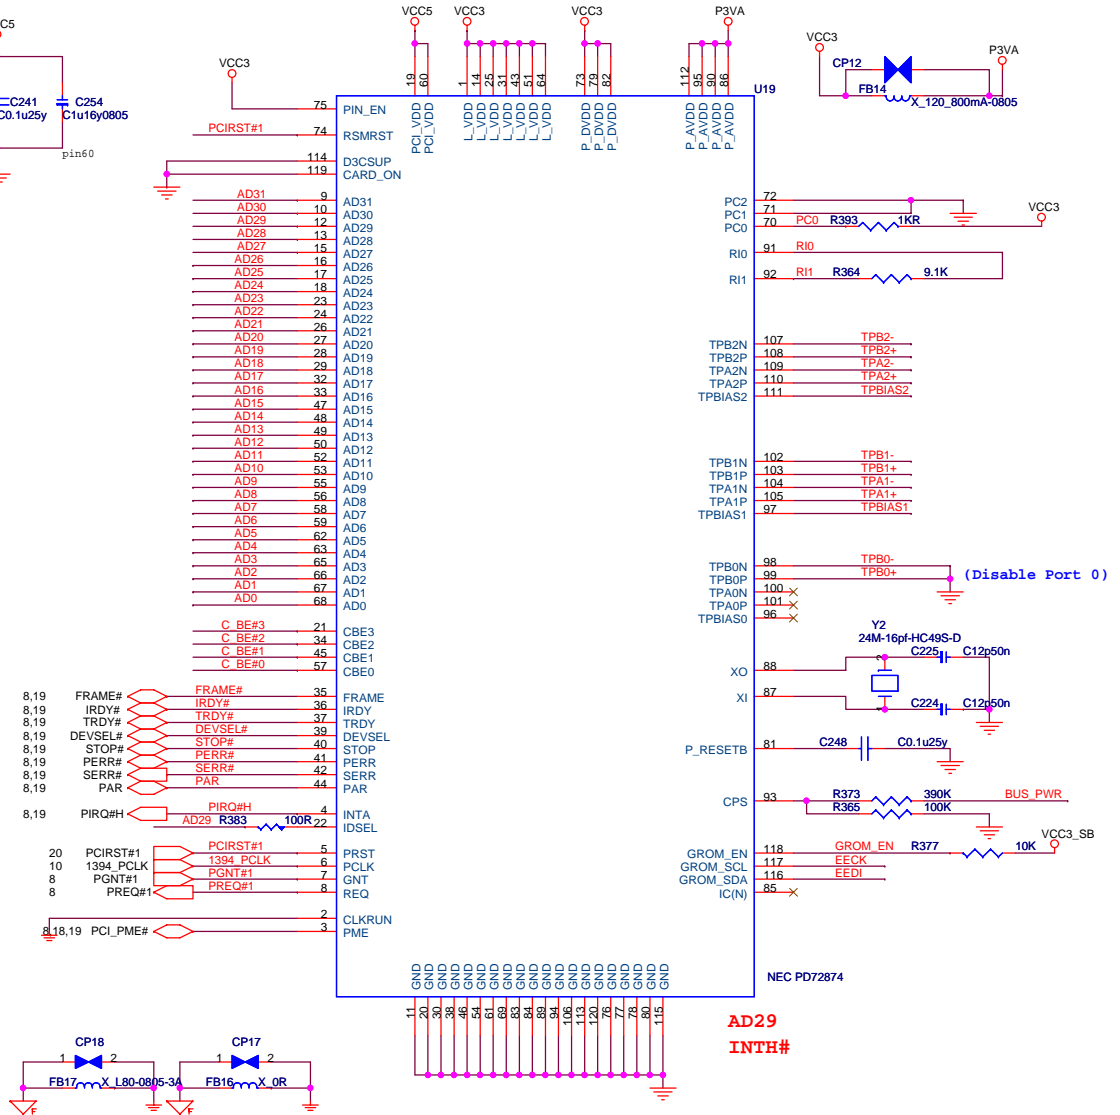 VCC5 VCC3 VCC3 P3VA
C5
VCC3
VCC3 P3VA
CP12
FB14 X_120_800mA-0805
C241 C254
C0.1u25y C1u16y0805
pin60
19 60 1 14 25 31 43 51 64 73 79 82 112 95 90 86
U19
PCI_VDD PCI_VDD L_VDD L_VDD L_VDD L_VDD L_VDD L_VDD L_VDD P_DVDD P_DVDD P_DVDD P_AVDD P_AVDD P_AVDD P_AVDD
75 PIN_EN
PCIRST#1 74 RSMRST
114 D3CSUP
119 CARD_ON
AD31 9 AD31
AD30 10 AD30
AD29 12 AD29
AD28 13 AD28
AD27 15 AD27
AD26 16 AD26
AD25 17 AD25
AD24 18 AD24
AD23 23 AD23
AD22 24 AD22
AD21 26 AD21
AD20 27 AD20
AD19 28 AD19
AD18 29 AD18
AD17 32 AD17
AD16 33 AD16
AD15 47 AD15
AD14 48 AD14
AD13 49 AD13
AD12 50 AD12
AD11 52 AD11
AD10 53 AD10
AD9 55 AD9
AD8 56 AD8
AD7 58 AD7
AD6 59 AD6
AD5 62 AD5
AD4 63 AD4
AD3 65 AD3
AD2 66 AD2
AD1 67 AD1
AD0 68 AD0
C_BE#3 21 CBE3
C_BE#2 34 CBE2
C_BE#1 45 CBE1
C_BE#0 57 CBE0
8,19 FRAME# FRAME# 35 FRAME
8,19 IRDY# IRDY# 36 IRDY
8,19 TRDY# TRDY# 37 TRDY
8,19 DEVSEL# DEVSEL# 39 DEVSEL
8,19 STOP# STOP# 40 STOP
8,19 PERR# PERR# 41 PERR
8,19 SERR# SERR# 42 SERR
8,19 PAR PAR 44 PAR
8,19 PIRQ#H PIRQ#H 4 INTA
AD29 R383 100R 22 IDSEL
20 PCIRST#1 PCIRST#1 5 PRST
10 1394_PCLK 1394_PCLK 6 PCLK
8 PGNT#1 PGNT#1 7 GNT
8 PREQ#1 PREQ#1 8 REQ
2 CLKRUN
8,18,19 PCI_PME# 3 PME
PC2 72
PC1 71
PC0 70 PC0 R393 1KR VCC3
RI0 91 RI0
RI1 92 RI1 R364 9.1K
TPB2N 107 TPB2-
TPB2P 108 TPB2+
TPA2N 109 TPA2-
TPA2P 110 TPA2+
TPBIAS2 111 TPBIAS2
TPB1N 102 TPB1-
TPB1P 103 TPB1+
TPA1N 104 TPA1-
TPA1P 105 TPA1+
TPBIAS1 97 TPBIAS1
TPB0N 98 TPB0-
TPB0P 99 TPB0+ (Disable Port 0)
TPA0N 100
TPA0P 101
TPBIAS0 96
Y2
24M-16pf-HC49S-D
C225 C12p50n
XO 88 2
XI 87 1
C224 C12p50n
P_RESETB 81 C248 C0.1u25y
CPS 93 R373 390K BUS_PWR
R365 100K
VCC3_SB
GROM_EN 118 GROM_EN R377 10K
GROM_SCL 117 EECK
GROM_SDA 116 EEDI
IC(N) 85
GND GND GND GND GND GND GND GND GND GND GND GND GND GND GND GND GND GND GND GND
NEC PD72874
11 20 30 38 46 54 61 69 83 84 89 94 106 113 120 76 77 78 80 115
AD29
INTH#
CP18 CP17
1 2 1 2
FB17 X_L80-0805-3A FB16 X_0R
F F